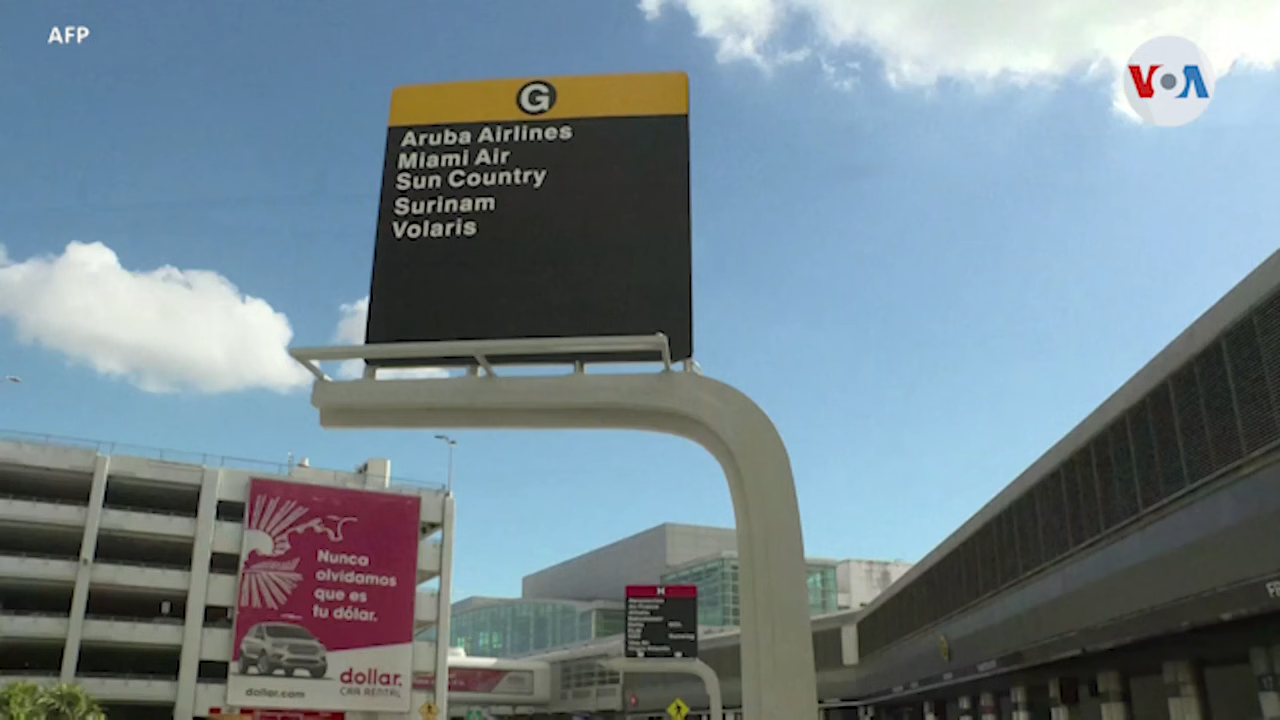 AFP
VOA
G
Aruba Airlines
Miami Air
Sun Country
Surinam
Volaris
Nunca
olvidamos
que es
tu dólar.
dollar.
CAR RENTAL
dollar.com
H